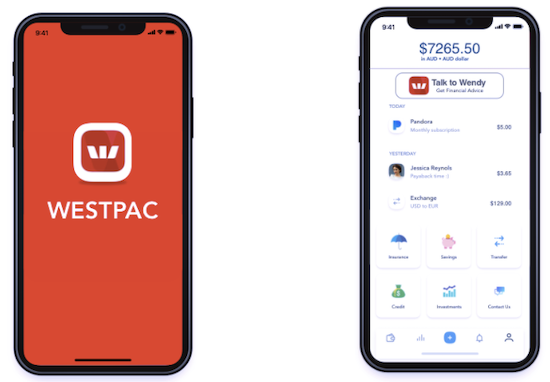 9:41
WESTPAC
9:41
$7265.50
in AUD • AUD dollar
Talk to Wendy
Get Financial Advice
TODAY
Pandora
Monthly subscription
$5.00
YESTERDAY
Jessica Reynols
Payback time :)
$3.65
Exchange
USD to EUR
$129.00
Insurance
Savings
Transfer
Credit
Investments
Contact Us